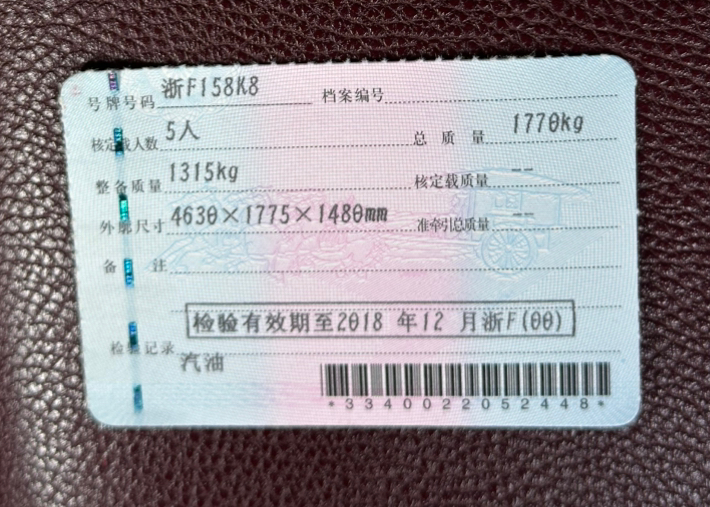 号牌号码 浙F158K8 档案编号
核定载人数 5人 总质量 1770kg
整备质量 1315kg 核定载质量 --
外廓尺寸 4630×1775×1480mm 准牵引总质量 --
备注
检验有效期至2018 年12 月浙F(00)
检验记录
汽油
*3340022052448*